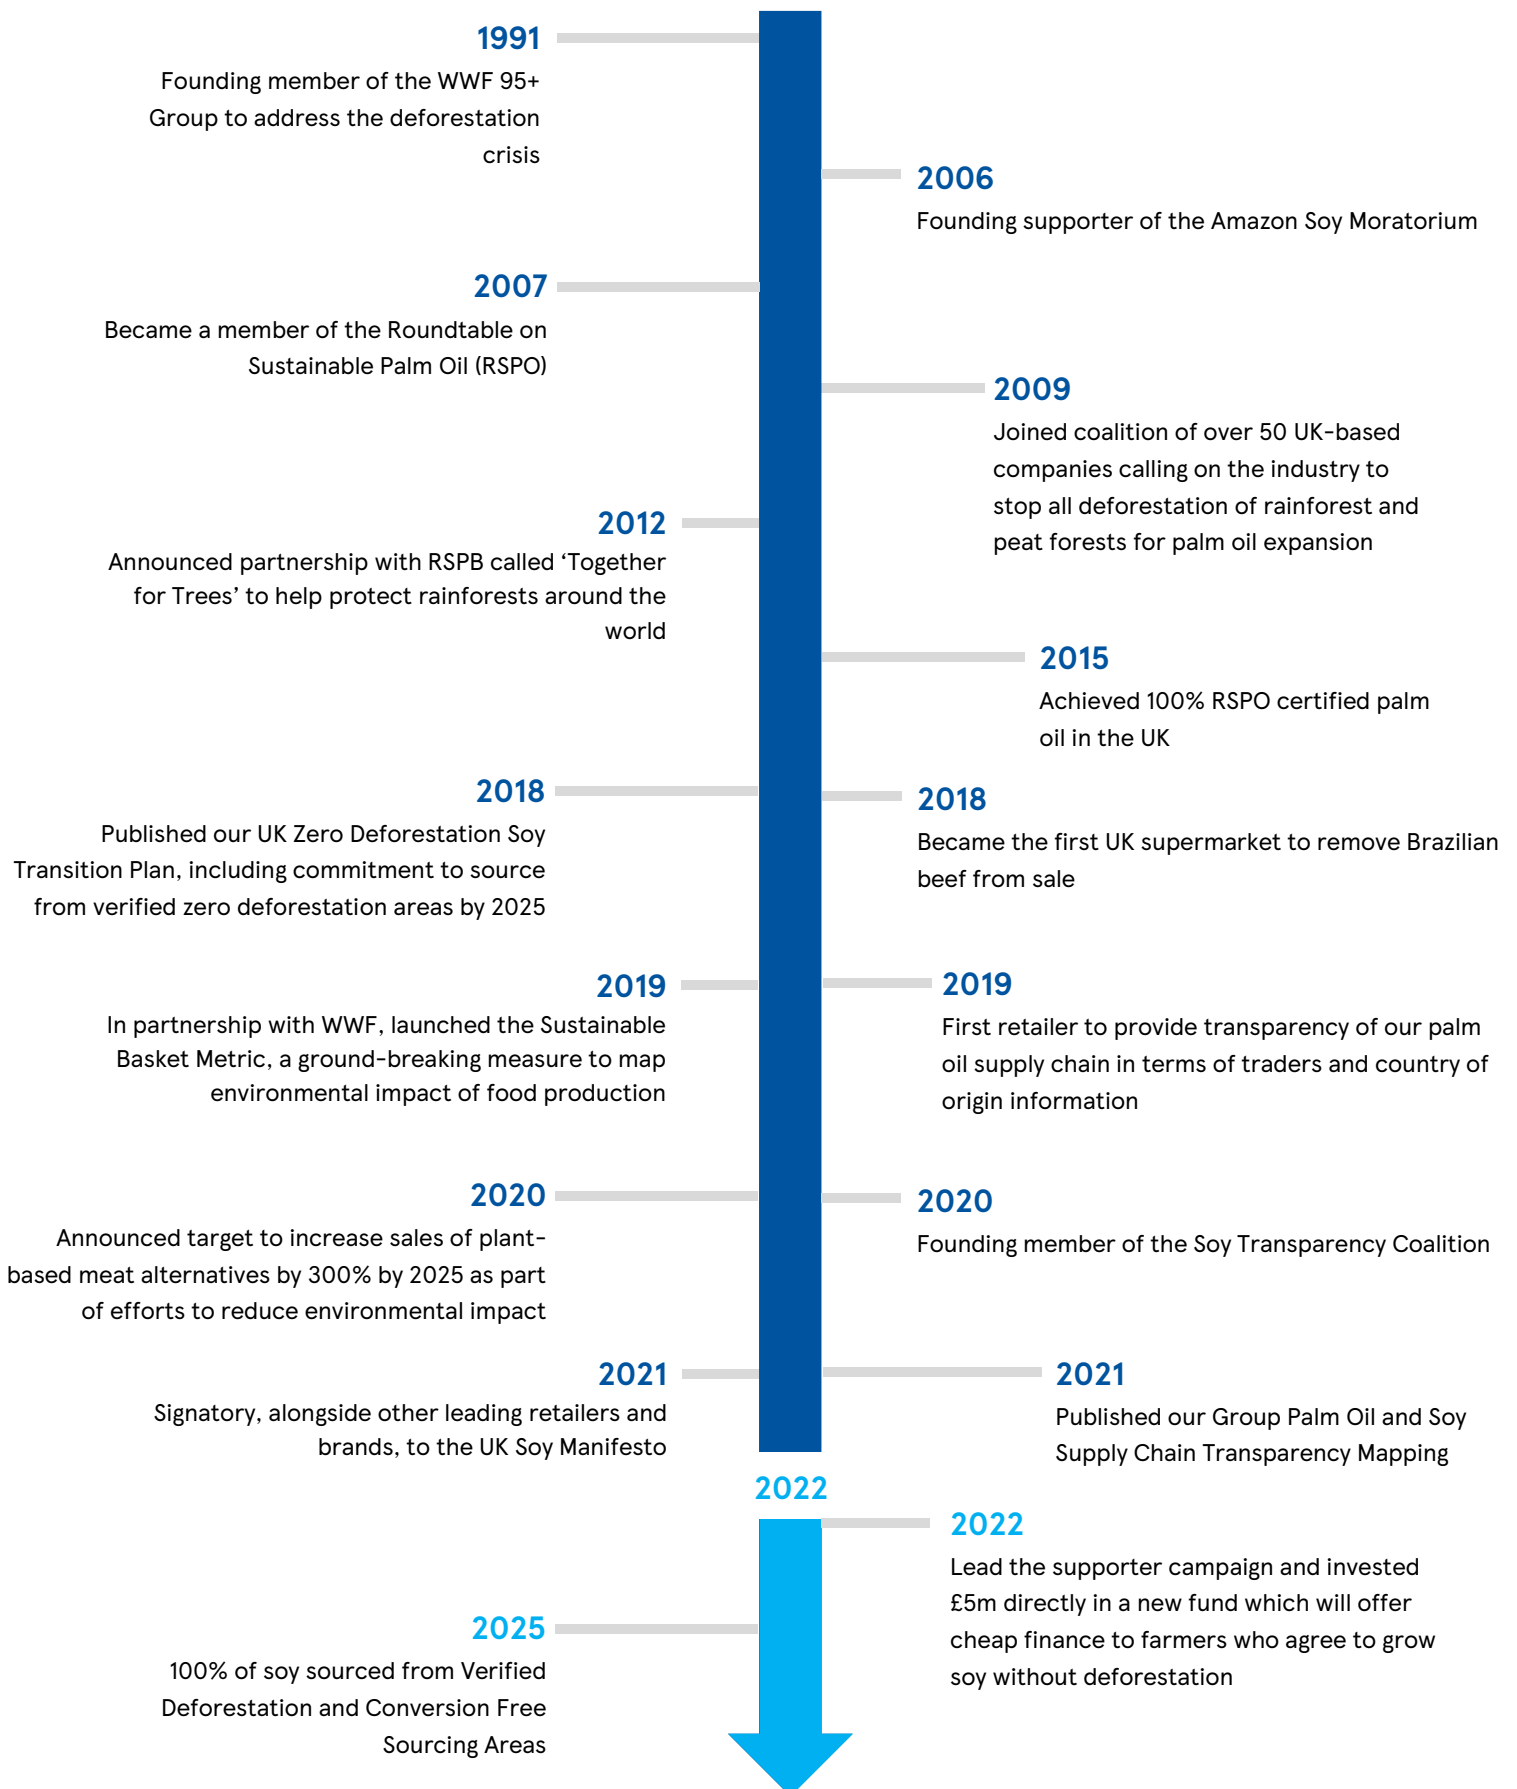 1991
Founding member of the WWF 95+
Group to address the deforestation
crisis
2006
Founding supporter of the Amazon Soy Moratorium
2007
Became a member of the Roundtable on
Sustainable Palm Oil (RSPO)
2009
Joined coalition of over 50 UK-based
companies calling on the industry to
stop all deforestation of rainforest and
peat forests for palm oil expansion
2012
Announced partnership with RSPB called ‘Together
for Trees’ to help protect rainforests around the
world
2015
Achieved 100% RSPO certified palm
oil in the UK
2018
Published our UK Zero Deforestation Soy
Transition Plan, including commitment to source
from verified zero deforestation areas by 2025
2018
Became the first UK supermarket to remove Brazilian
beef from sale
2019
In partnership with WWF, launched the Sustainable
Basket Metric, a ground-breaking measure to map
environmental impact of food production
2019
First retailer to provide transparency of our palm
oil supply chain in terms of traders and country of
origin information
2020
Announced target to increase sales of plant-
based meat alternatives by 300% by 2025 as part
of efforts to reduce environmental impact
2020
Founding member of the Soy Transparency Coalition
2021
Signatory, alongside other leading retailers and
brands, to the UK Soy Manifesto
2021
Published our Group Palm Oil and Soy
Supply Chain Transparency Mapping
2022
2022
Lead the supporter campaign and invested
£5m directly in a new fund which will offer
cheap finance to farmers who agree to grow
soy without deforestation
2025
100% of soy sourced from Verified
Deforestation and Conversion Free
Sourcing Areas